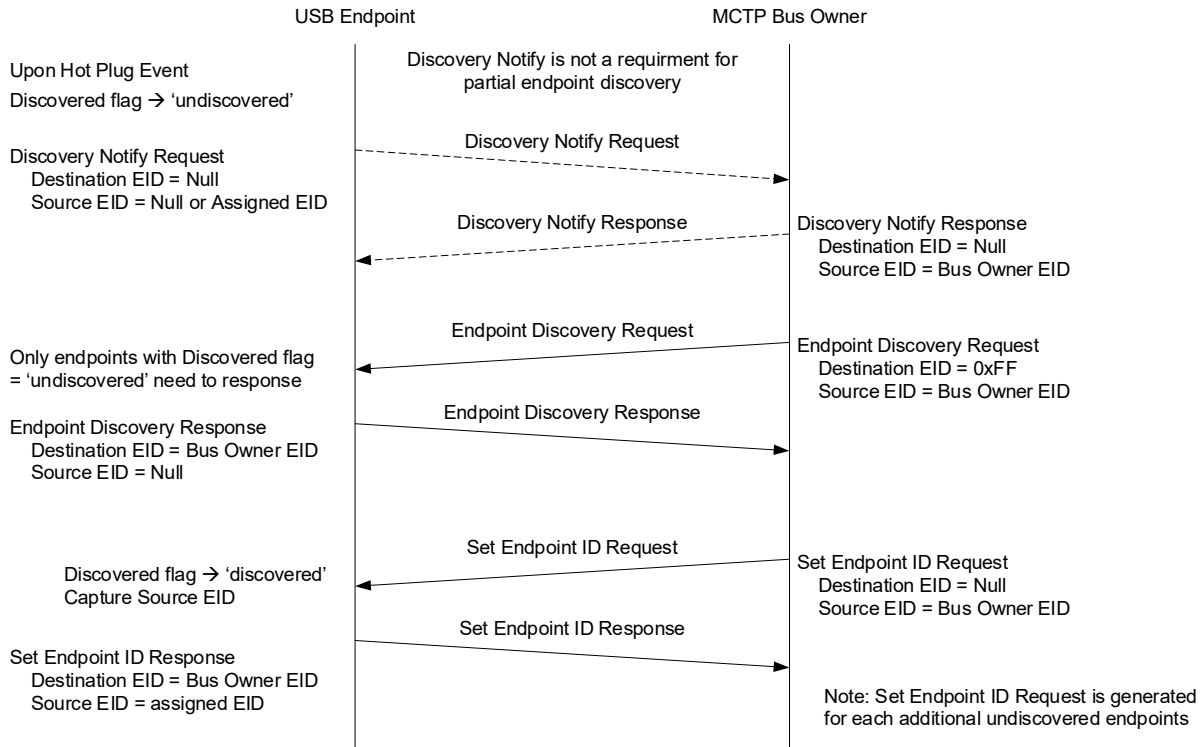 USB Endpoint
MCTP Bus Owner
Upon Hot Plug Event
Discovered flag → ‘undiscovered’
Discovery Notify is not a requirment for
partial endpoint discovery
Discovery Notify Request
Discovery Notify Request
Destination EID = Null
Source EID = Null or Assigned EID
Discovery Notify Response
Discovery Notify Response
Destination EID = Null
Source EID = Bus Owner EID
Endpoint Discovery Request
Endpoint Discovery Request
Destination EID = 0xFF
Source EID = Bus Owner EID
Only endpoints with Discovered flag
= ‘undiscovered’ need to response
Endpoint Discovery Response
Endpoint Discovery Response
Destination EID = Bus Owner EID
Source EID = Null
Set Endpoint ID Request
Set Endpoint ID Request
Destination EID = Null
Source EID = Bus Owner EID
Discovered flag → ‘discovered’
Capture Source EID
Set Endpoint ID Response
Set Endpoint ID Response
Destination EID = Bus Owner EID
Source EID = assigned EID
Note: Set Endpoint ID Request is generated
for each additional undiscovered endpoints